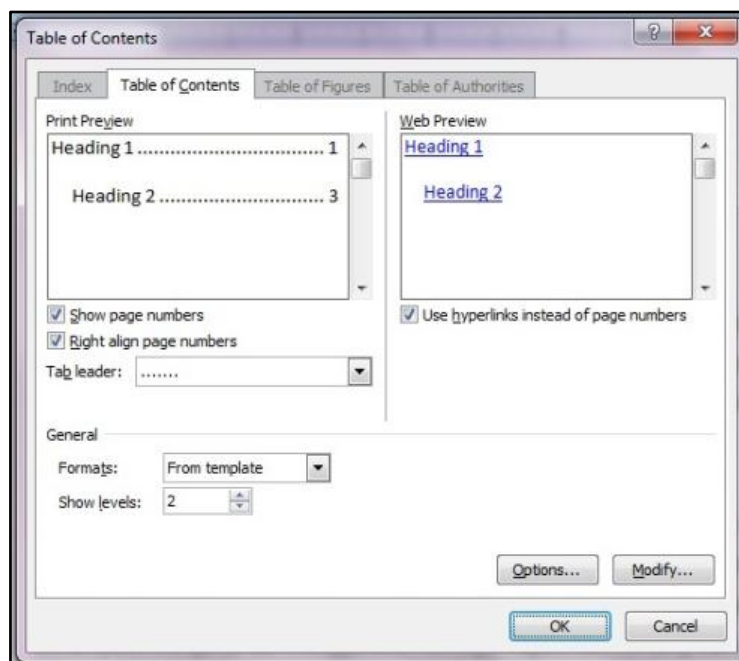 Table of Contents
Index Table of Contents Table of Figures Table of Authorities
Print Preview
Heading 1 .................................. 1
Heading 2 .............................. 3
Web Preview
Heading 1
Heading 2
Show page numbers
Right align page numbers
Tab leader: .......
Use hyperlinks instead of page numbers
General
Formats: From template
Show levels: 2
Options... Modify...
OK Cancel